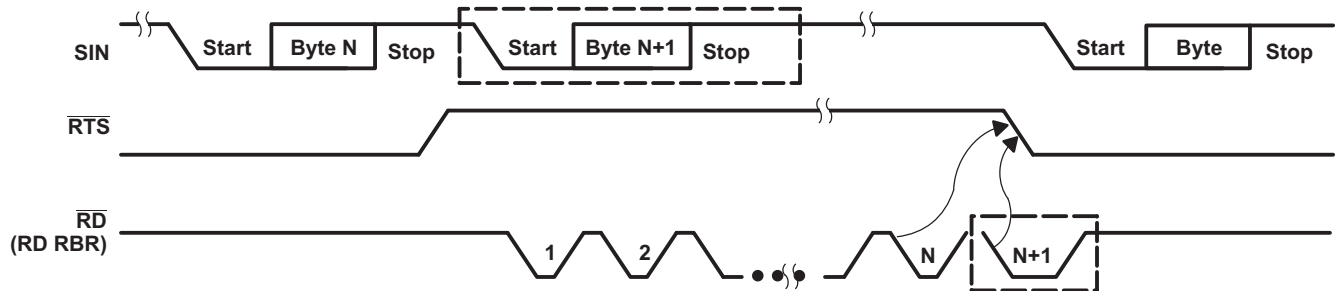 Start Byte N Stop Start Byte N+1 Stop Start Byte Stop
SIN
RTS
RD
(RD RBR)
1 2 N N+1